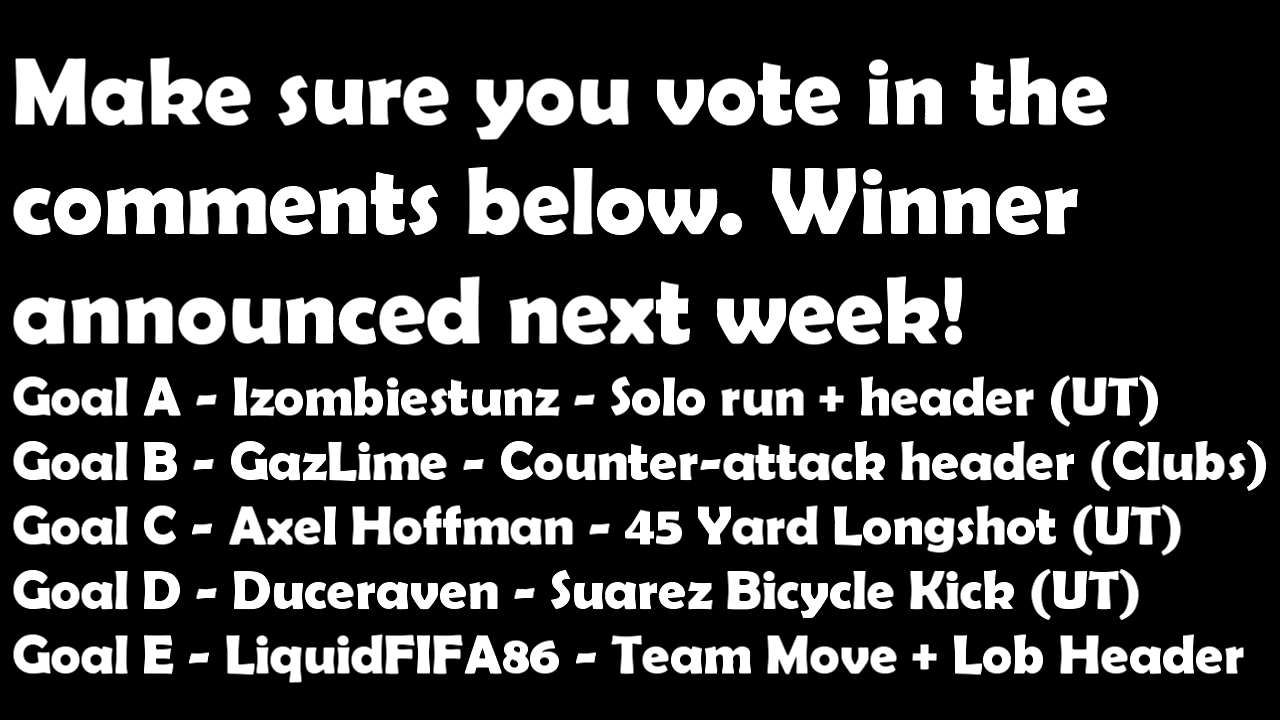 Make sure you vote in the
comments below. Winner
announced next week!
Goal A - Izombiestunz - Solo run + header (UT)
Goal B - GazLime - Counter-attack header (Clubs)
Goal C - Axel Hoffman - 45 Yard Longshot (UT)
Goal D - Duceraven - Suarez Bicycle Kick (UT)
Goal E - LiquidFIFA86 - Team Move + Lob Header